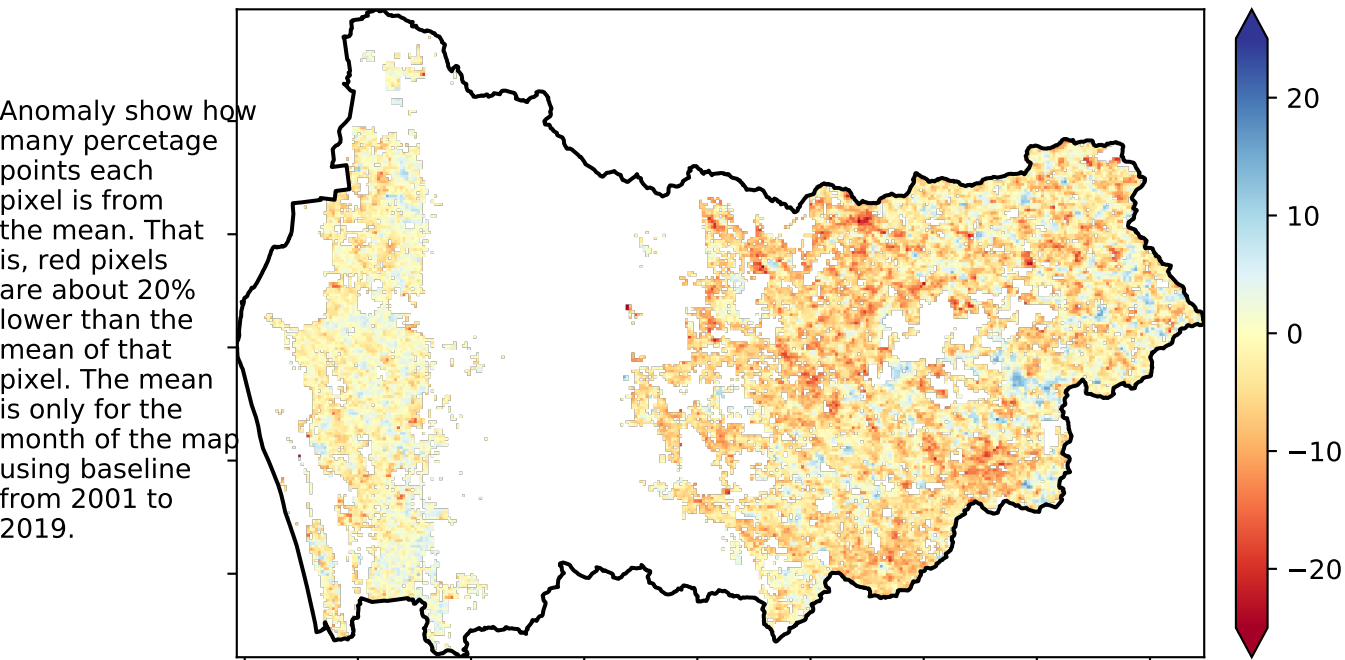 Anomaly show how
many percetage
points each
pixel is from
the mean. That
is, red pixels
are about 20%
lower than the
mean of that
pixel. The mean
is only for the
month of the map
using baseline
from 2001 to
2019.
20
10
0
−10
−20